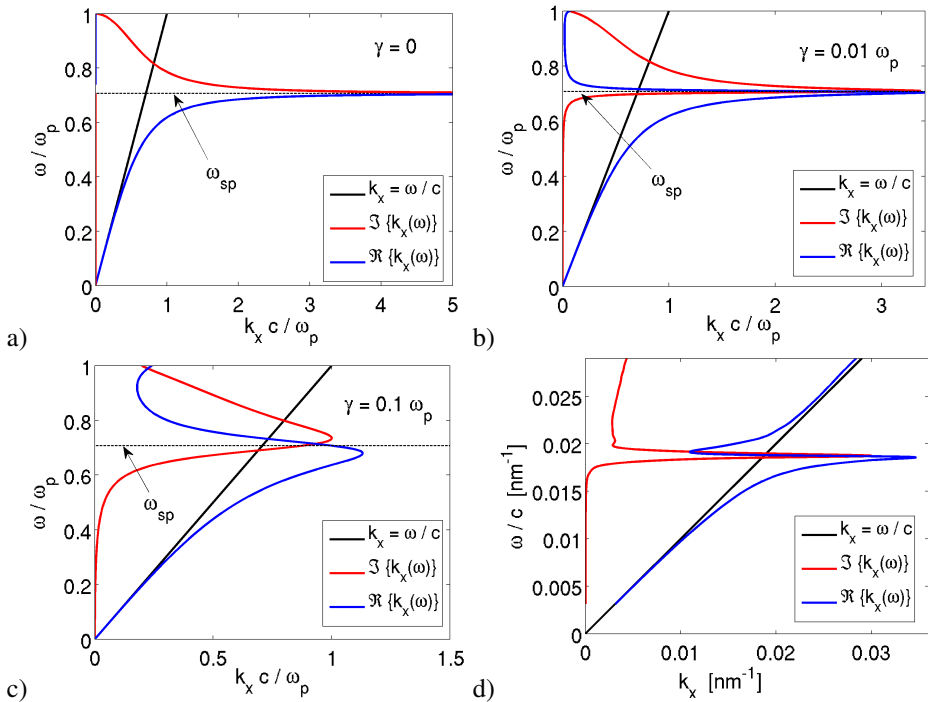 1
0.8
0.6
0.4
0.2
0
ω / ω_p
γ = 0
ω_sp
k_x = ω / c
ℑ {k_x(ω)}
ℜ {k_x(ω)}
0 1 2 3 4 5
k_x c / ω_p
a)
1
0.8
0.6
0.4
0.2
0
ω / ω_p
γ = 0.01 ω_p
ω_sp
k_x = ω / c
ℑ {k_x(ω)}
ℜ {k_x(ω)}
0 1 2 3
k_x c / ω_p
b)
1
0.8
0.6
0.4
0.2
0
ω / ω_p
γ = 0.1 ω_p
ω_sp
k_x = ω / c
ℑ {k_x(ω)}
ℜ {k_x(ω)}
0 0.5 1 1.5
k_x c / ω_p
c)
0.025
0.02
0.015
0.01
0.005
0
ω / c [nm⁻¹]
k_x = ω / c
ℑ {k_x(ω)}
ℜ {k_x(ω)}
0 0.01 0.02 0.03
k_x [nm⁻¹]
d)